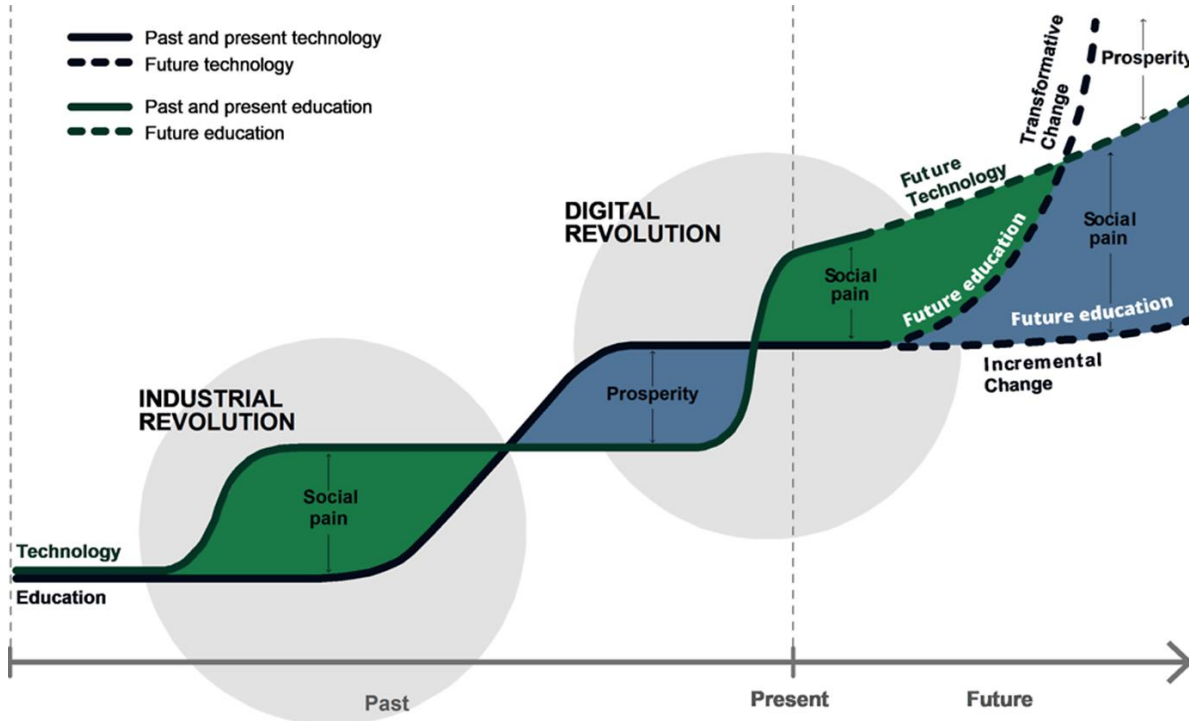 Past and present technology
Future technology
Past and present education
Future education
Transformative
Change
Prosperity
Future
Technology
DIGITAL
REVOLUTION
Social
pain
Future education
Social
pain
Future education
Incremental
Change
INDUSTRIAL
REVOLUTION
Prosperity
Social
pain
Technology
Education
Past
Present
Future